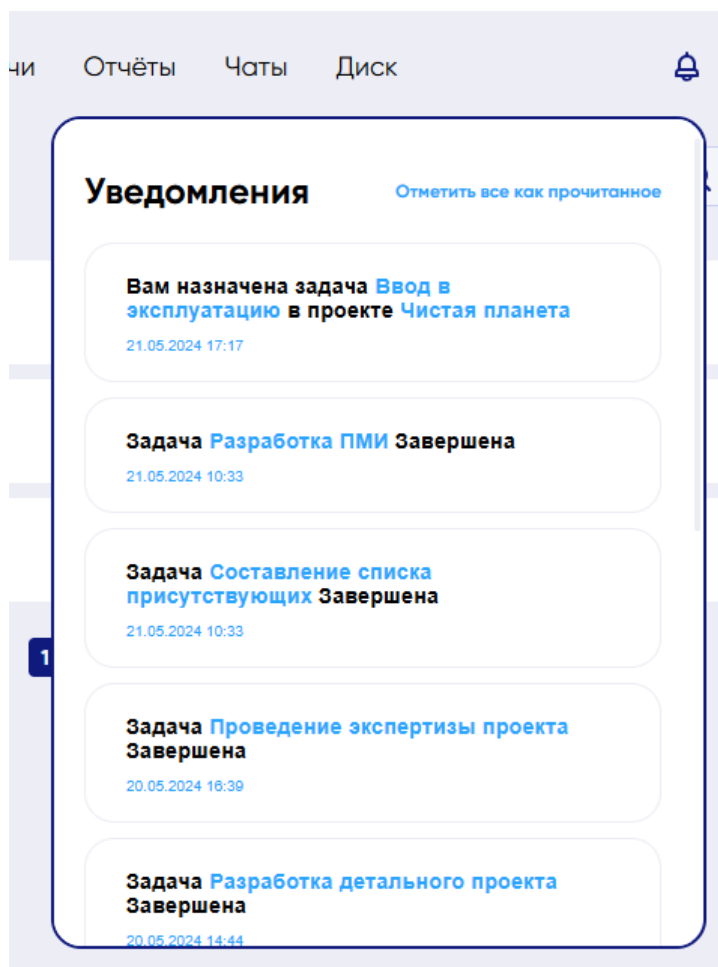 чи Отчёты Чаты Диск
Уведомления Отметить все как прочитанное
Вам назначена задача Ввод в
эксплуатацию в проекте Чистая планета
21.05.2024 17:17
Задача Разработка ПМИ Завершена
21.05.2024 10:33
Задача Составление списка
присутствующих Завершена
21.05.2024 10:33
1
Задача Проведение экспертизы проекта
Завершена
20.05.2024 16:39
Задача Разработка детального проекта
Завершена
20.05.2024 14:44